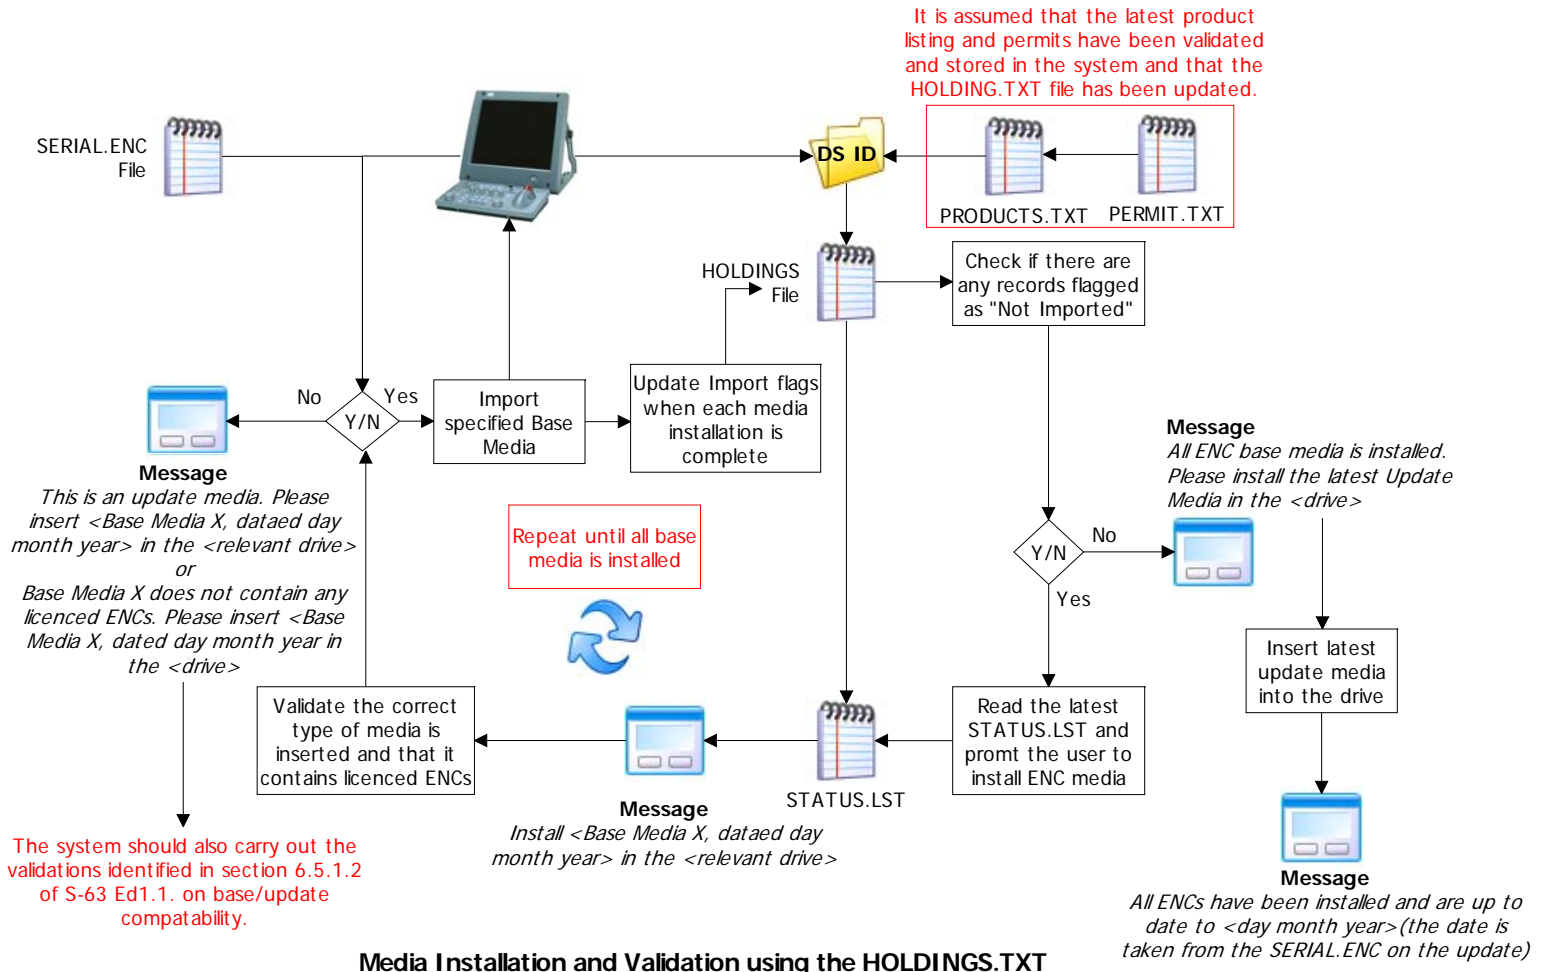 It is assumed that the latest product
listing and permits have been validated
and stored in the system and that the
HOLDING.TXT file has been updated.
SERIAL.ENC
File
DS ID
PRODUCTS.TXT
PERMIT.TXT
HOLDINGS
File
Check if there are
any records flagged
as "Not Imported"
No
Y/N
Yes
Import
specified Base
Media
Update Import flags
when each media
installation is
complete
Message
This is an update media. Please
insert <Base Media X, dataed day
month year> in the <relevant drive>
or
Base Media X does not contain any
licenced ENCs. Please insert <Base
Media X, dated day month year in
the <drive>
Message
All ENC base media is installed.
Please install the latest Update
Media in the <drive>
Repeat until all base
media is installed
Y/N
No
Yes
Insert latest
update media
into the drive
Validate the correct
type of media is
inserted and that it
contains licenced ENCs
Read the latest
STATUS.LST and
promt the user to
install ENC media
STATUS.LST
Message
Install <Base Media X, dataed day
month year> in the <relevant drive>
The system should also carry out the
validations identified in section 6.5.1.2
of S-63 Ed1.1. on base/update
compatability.
Message
All ENCs have been installed and are up to
date to <day month year>(the date is
taken from the SERIAL.ENC on the update)
Media Installation and Validation using the HOLDINGS.TXT